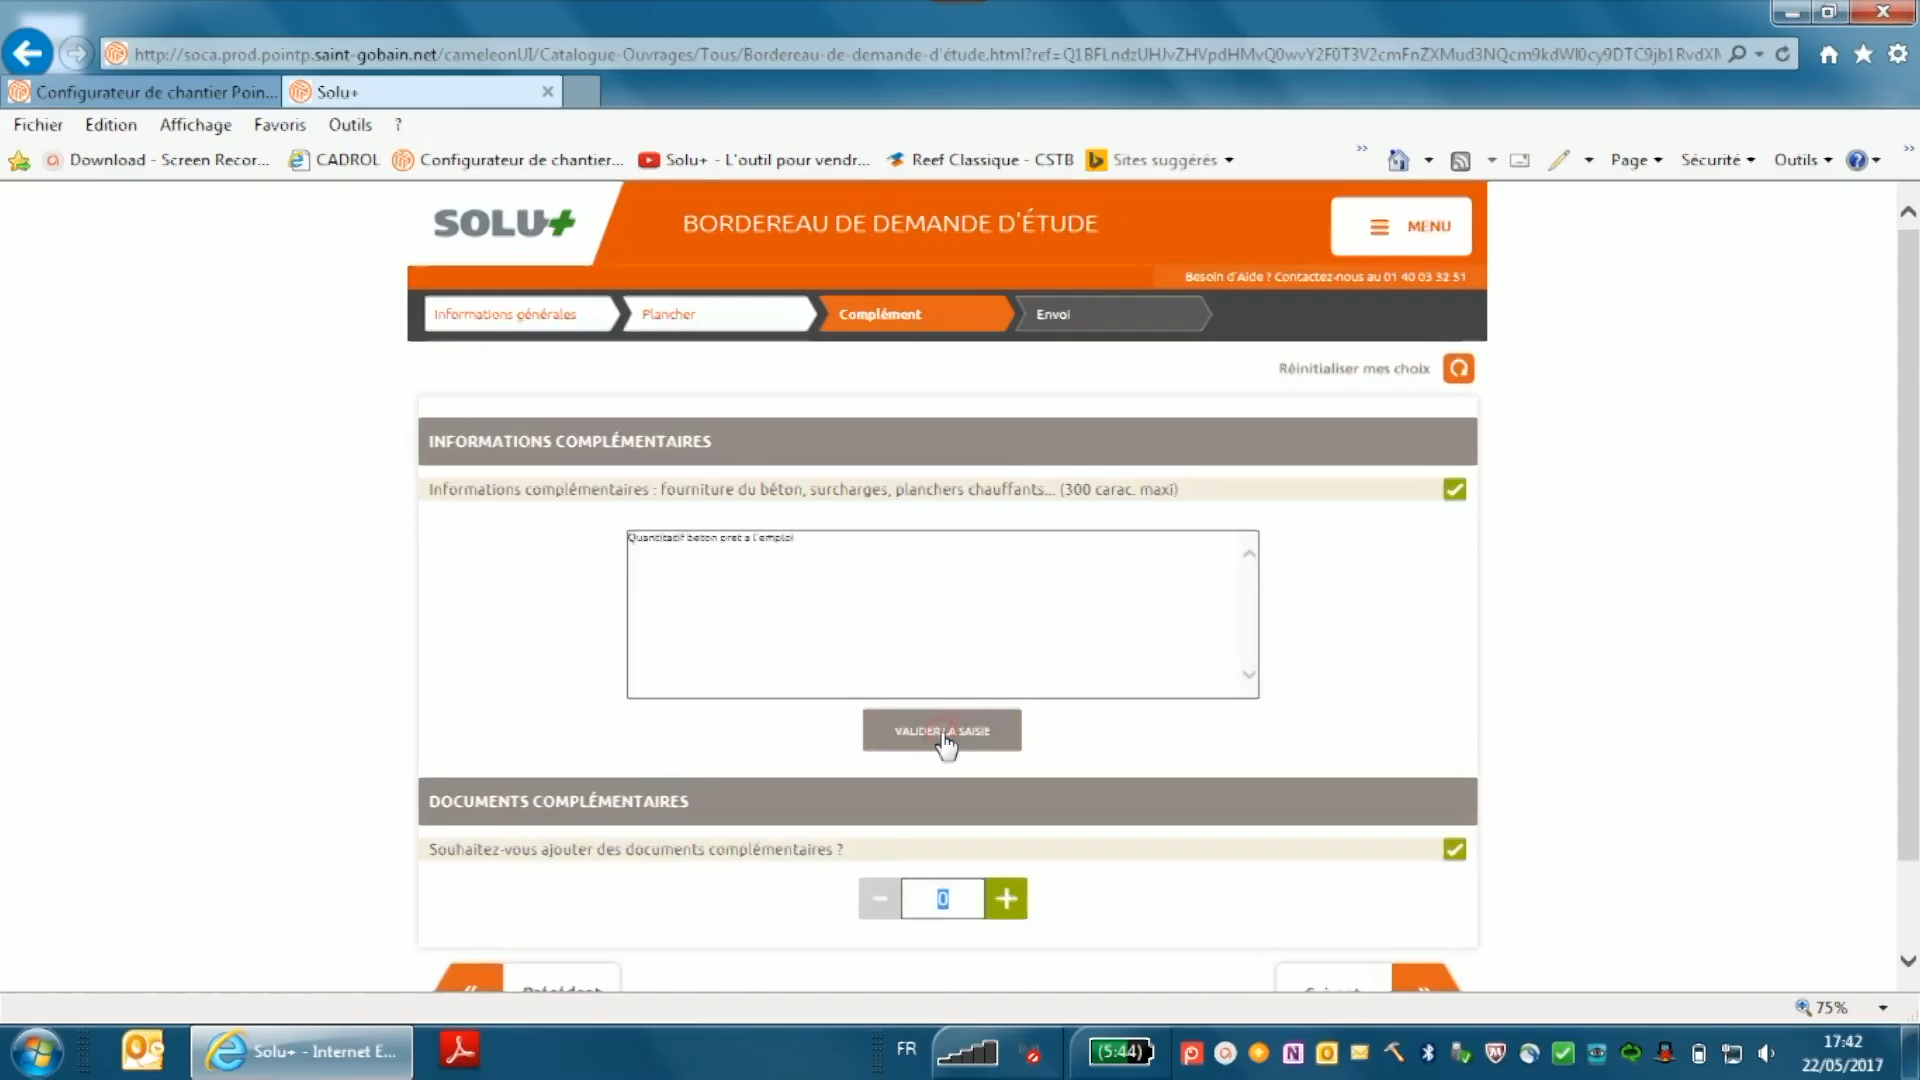 http://soca.prod.pointp.saint-gobain.net/cameleonUI/Catalogue-Ouvrages/Tous/Bordereau-de-demande-d'étude.html?ref=
Configurateur de chantier Poin...
Solu+
Fichier Edition Affichage Favoris Outils ?
Download - Screen Recor... CADROL Configurateur de chantier... Solu+ - L'outil pour vendr... Reef Classique - CSTB Sites suggérés Page Sécurité Outils
SOLU+
BORDEREAU DE DEMANDE D'ÉTUDE
MENU
Besoin d'Aide ? Contactez-nous au 01 40 03 32 51
Informations générales Plancher Complément Envoi
Réinitialiser mes choix
INFORMATIONS COMPLÉMENTAIRES
Informations complémentaires : fourniture du béton, surcharges, planchers chauffants... (300 carac. maxi)
Quantitatif beton pret a l'emploi
VALIDER LA SAISIE
DOCUMENTS COMPLÉMENTAIRES
Souhaitez-vous ajouter des documents complémentaires ?
− 0 +
Précédent
Suivant
75%
Solu+ - Internet E...
FR
(5:44)
17:42
22/05/2017